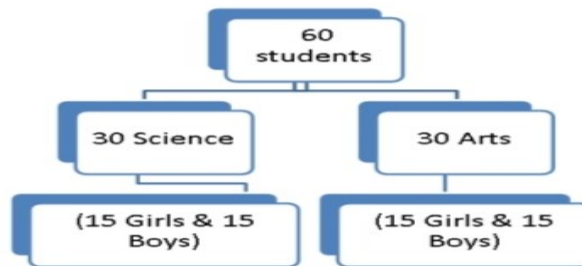 60
students
30 Science
30 Arts
(15 Girls & 15
Boys)
(15 Girls & 15
Boys)